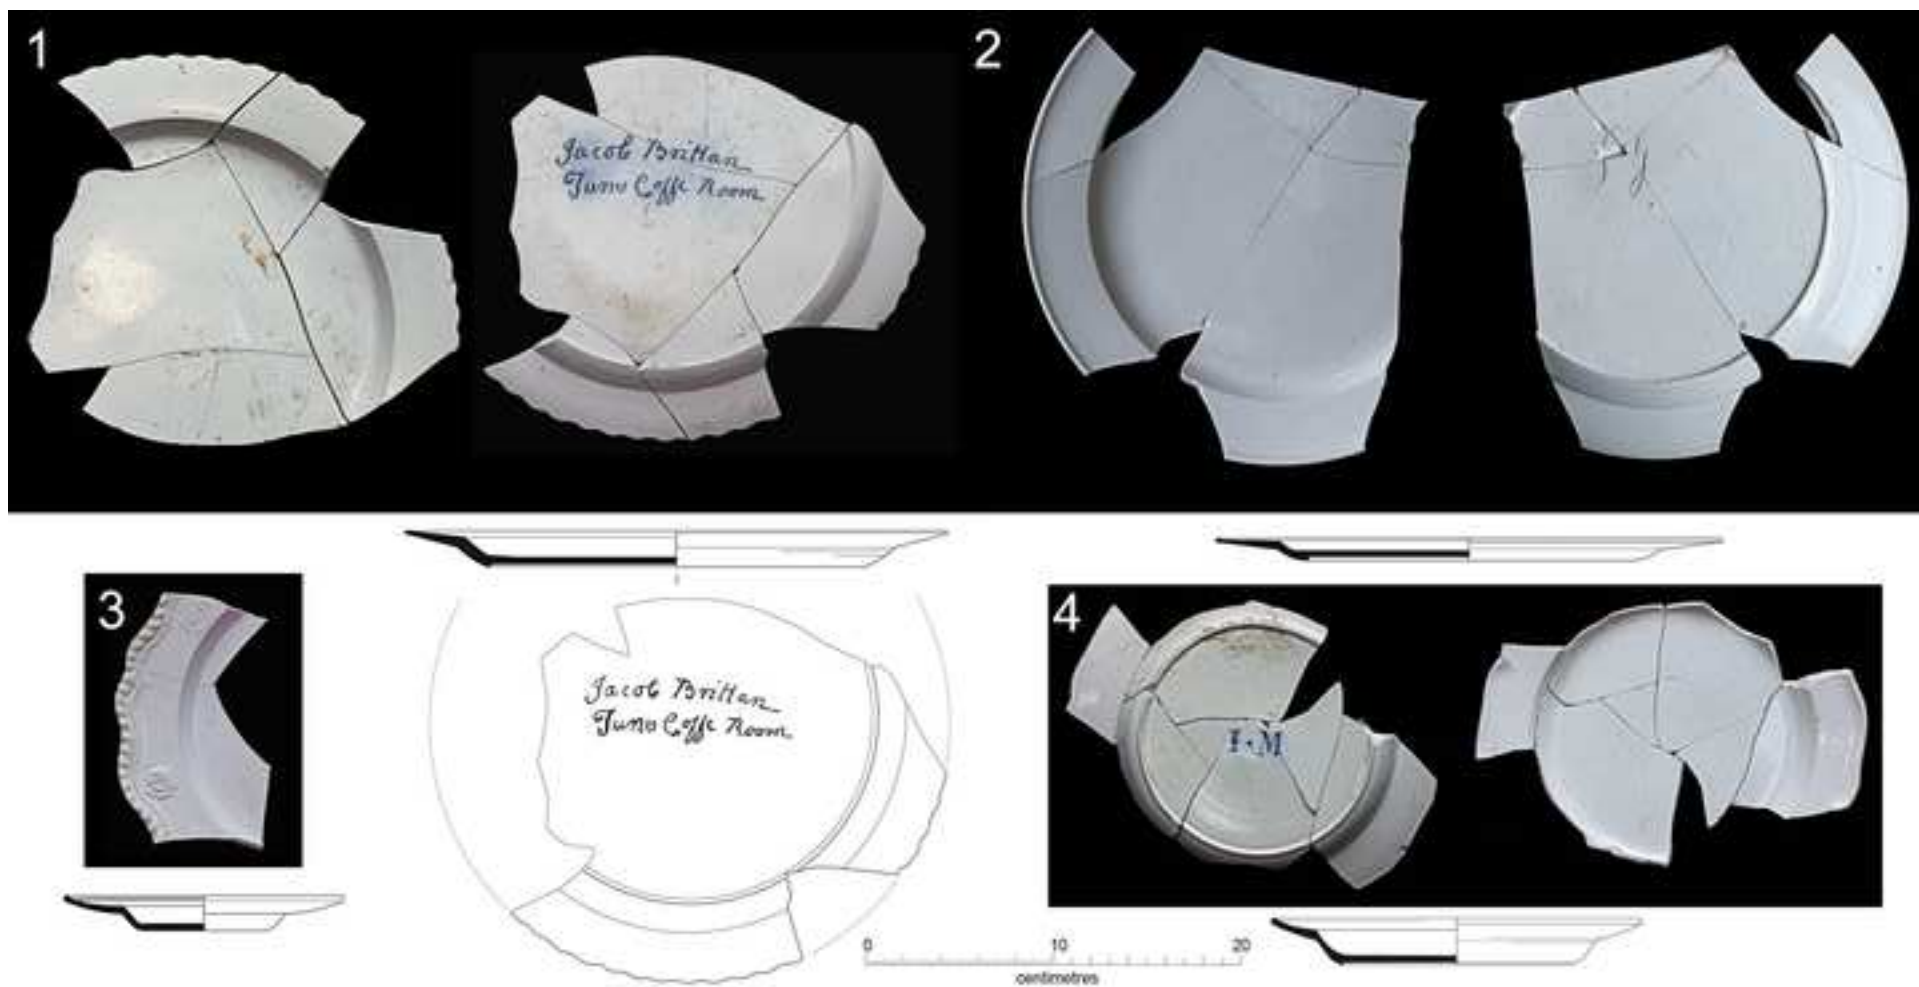 1
2
Jacob Brittan
Juno Coffe Room
3
Jacob Brittan
Juno Coffe Room
4
I·M
0 10 20
centimetres